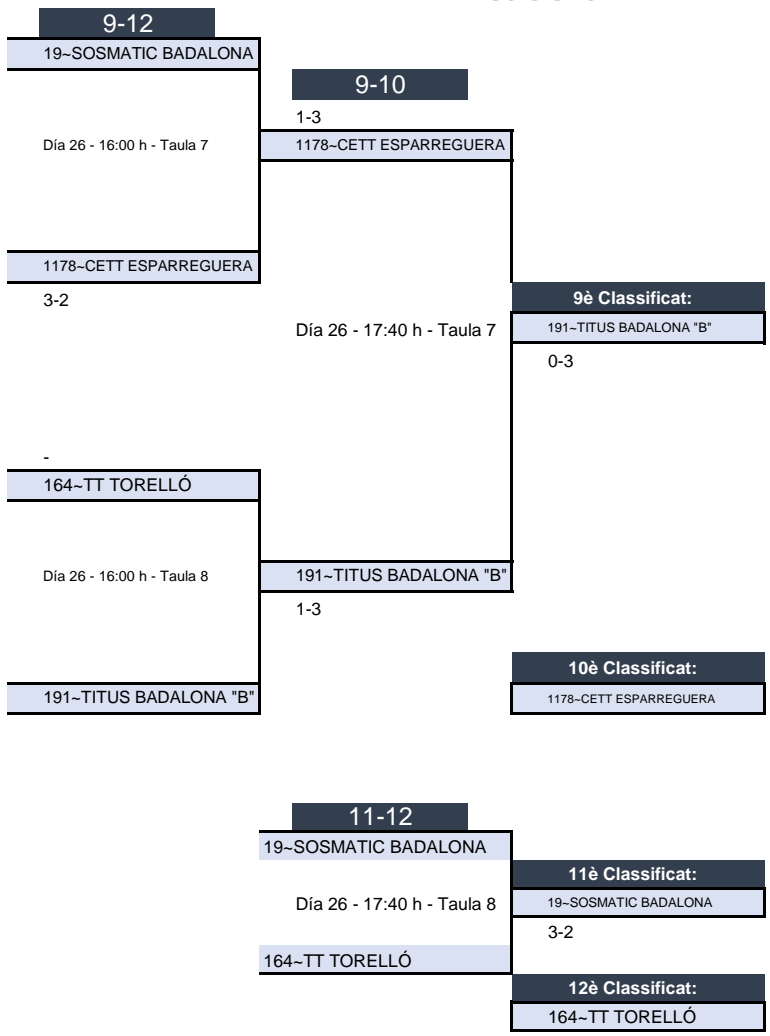 9-12
19~SOSMATIC BADALONA
9-10
1-3
Día 26 - 16:00 h - Taula 7
1178~CETT ESPARREGUERA
1178~CETT ESPARREGUERA
3-2
9è Classificat:
Día 26 - 17:40 h - Taula 7
191~TITUS BADALONA "B"
0-3
-
164~TT TORELLÓ
Día 26 - 16:00 h - Taula 8
191~TITUS BADALONA "B"
1-3
10è Classificat:
191~TITUS BADALONA "B"
1178~CETT ESPARREGUERA
11-12
19~SOSMATIC BADALONA
11è Classificat:
Día 26 - 17:40 h - Taula 8
19~SOSMATIC BADALONA
3-2
164~TT TORELLÓ
12è Classificat:
164~TT TORELLÓ